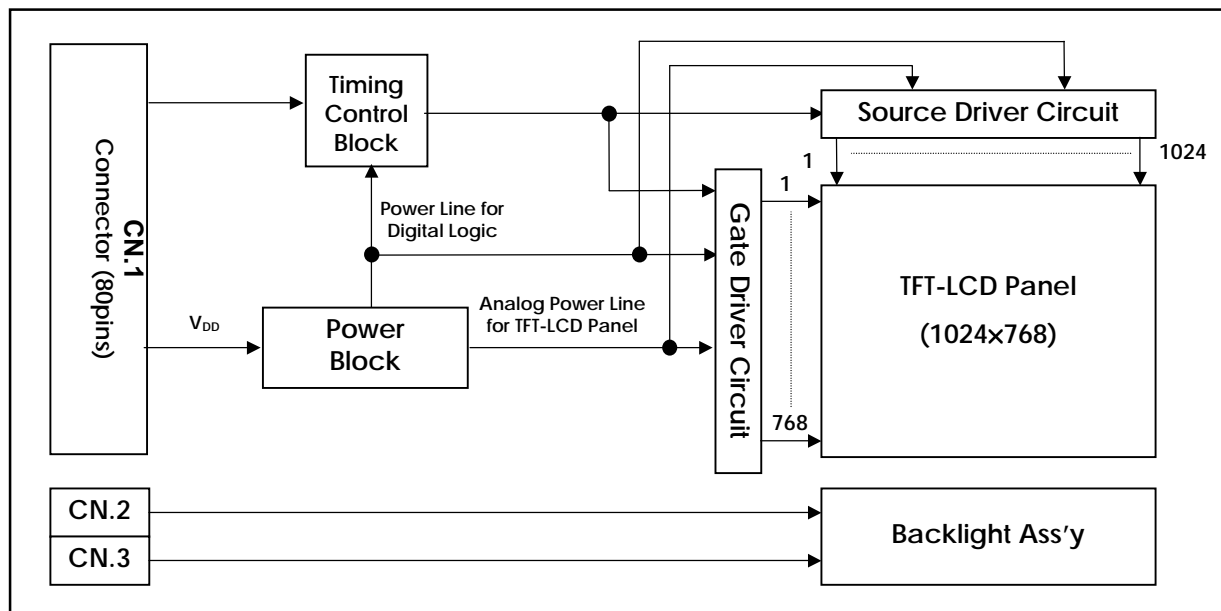 CN.1
Connector (80pins)
Timing
Control
Block
Source Driver Circuit
1
1024
1
Power Line for
Digital Logic
Gate Driver Circuit
TFT-LCD Panel
(1024×768)
Analog Power Line
for TFT-LCD Panel
VDD
Power
Block
768
CN.2
CN.3
Backlight Ass'y